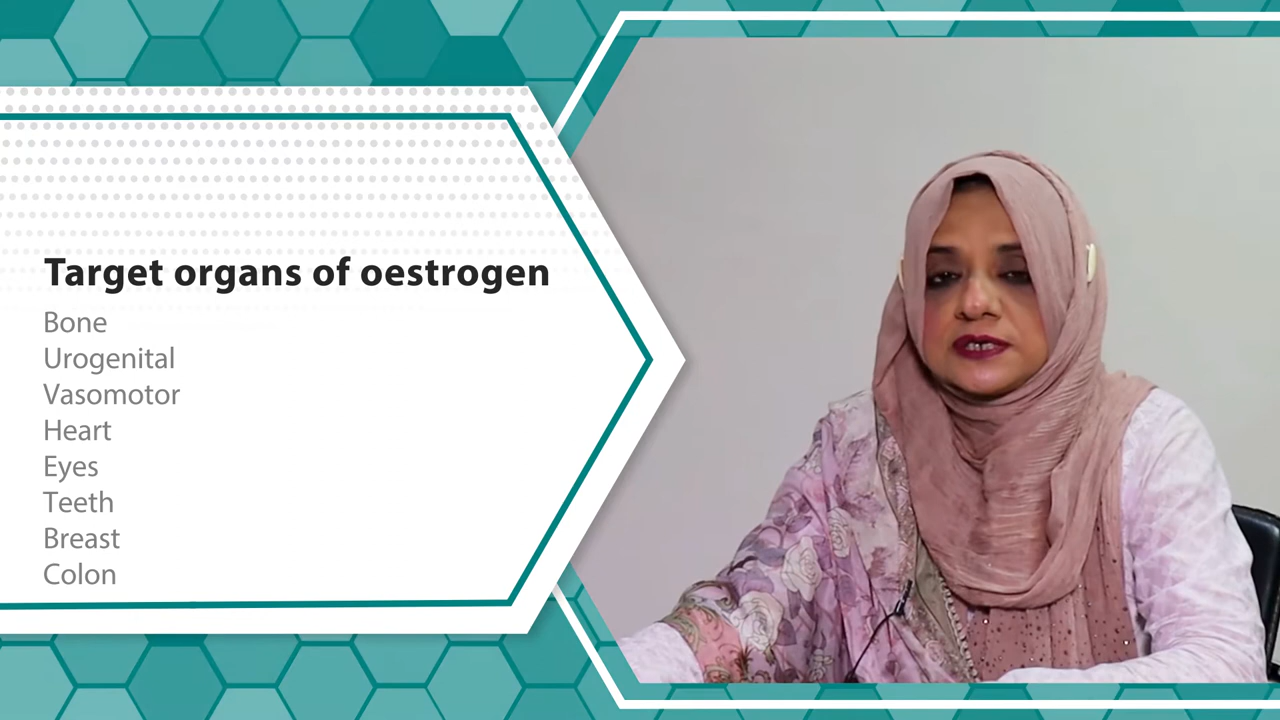 Target organs of oestrogen
Bone
Urogenital
Vasomotor
Heart
Eyes
Teeth
Breast
Colon